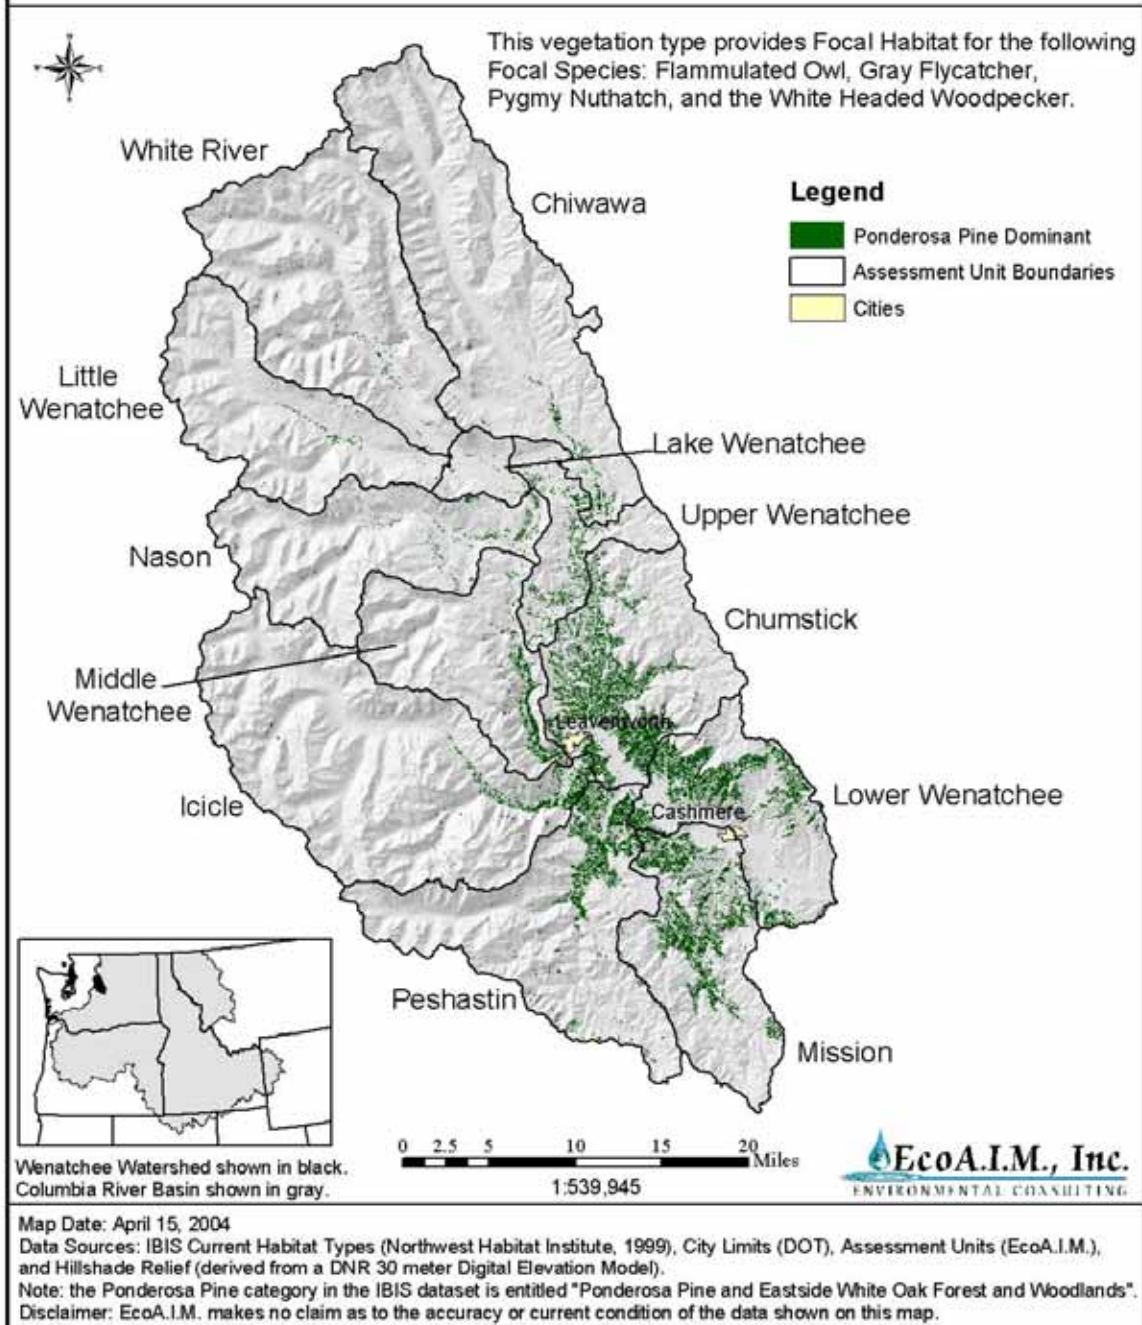 This vegetation type provides Focal Habitat for the following
Focal Species: Flammulated Owl, Gray Flycatcher,
Pygmy Nuthatch, and the White Headed Woodpecker.
White River
Chiwawa
Legend
Ponderosa Pine Dominant
Assessment Unit Boundaries
Cities
Little
Wenatchee
Lake Wenatchee
Upper Wenatchee
Nason
Chumstick
Middle
Wenatchee
Leavenworth
Icicle
Lower Wenatchee
Cashmere
Peshastin
Mission
0 2.5 5 10 15 20 Miles
1:539,945
Wenatchee Watershed shown in black.
Columbia River Basin shown in gray.
EcoA.I.M., Inc.
ENVIRONMENTAL CONSULTING
Map Date: April 15, 2004
Data Sources: IBIS Current Habitat Types (Northwest Habitat Institute, 1999), City Limits (DOT), Assessment Units (EcoA.I.M.),
and Hillshade Relief (derived from a DNR 30 meter Digital Elevation Model).
Note: the Ponderosa Pine category in the IBIS dataset is entitled "Ponderosa Pine and Eastside White Oak Forest and Woodlands".
Disclaimer: EcoA.I.M. makes no claim as to the accuracy or current condition of the data shown on this map.